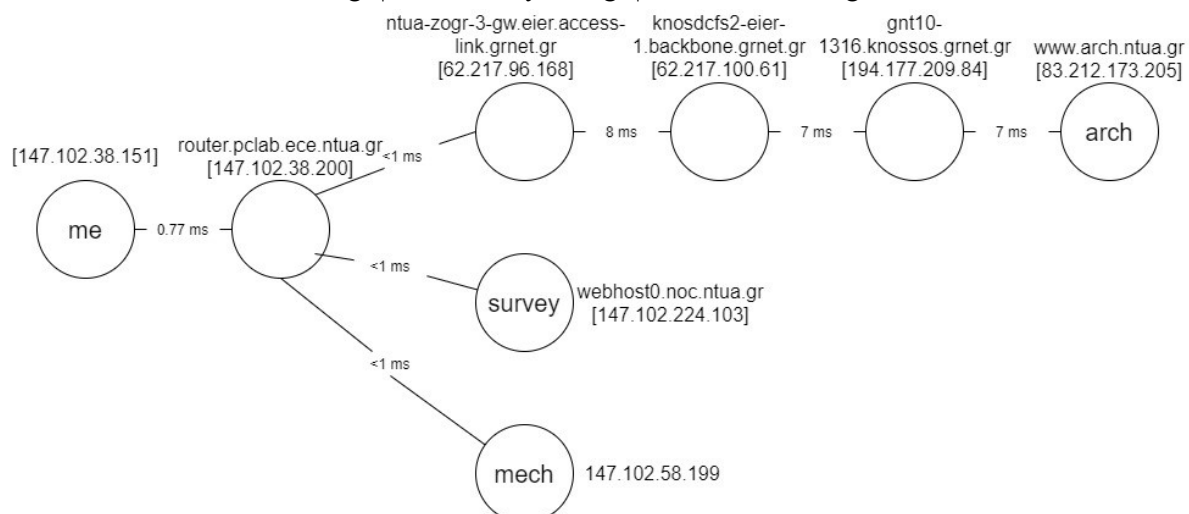 ntua-zogr-3-gw.eier.access-
link.grnet.gr
[62.217.96.168]
knosdcfs2-eier-
1.backbone.grnet.gr
[62.217.100.61]
gnt10-
1316.knossos.grnet.gr
[194.177.209.84]
www.arch.ntua.gr
[83.212.173.205]
8 ms
7 ms
7 ms
arch
[147.102.38.151]
router.pclab.ece.ntua.gr
[147.102.38.200]
<1 ms
me
0.77 ms
<1 ms
survey
webhost0.noc.ntua.gr
[147.102.224.103]
<1 ms
mech
147.102.58.199